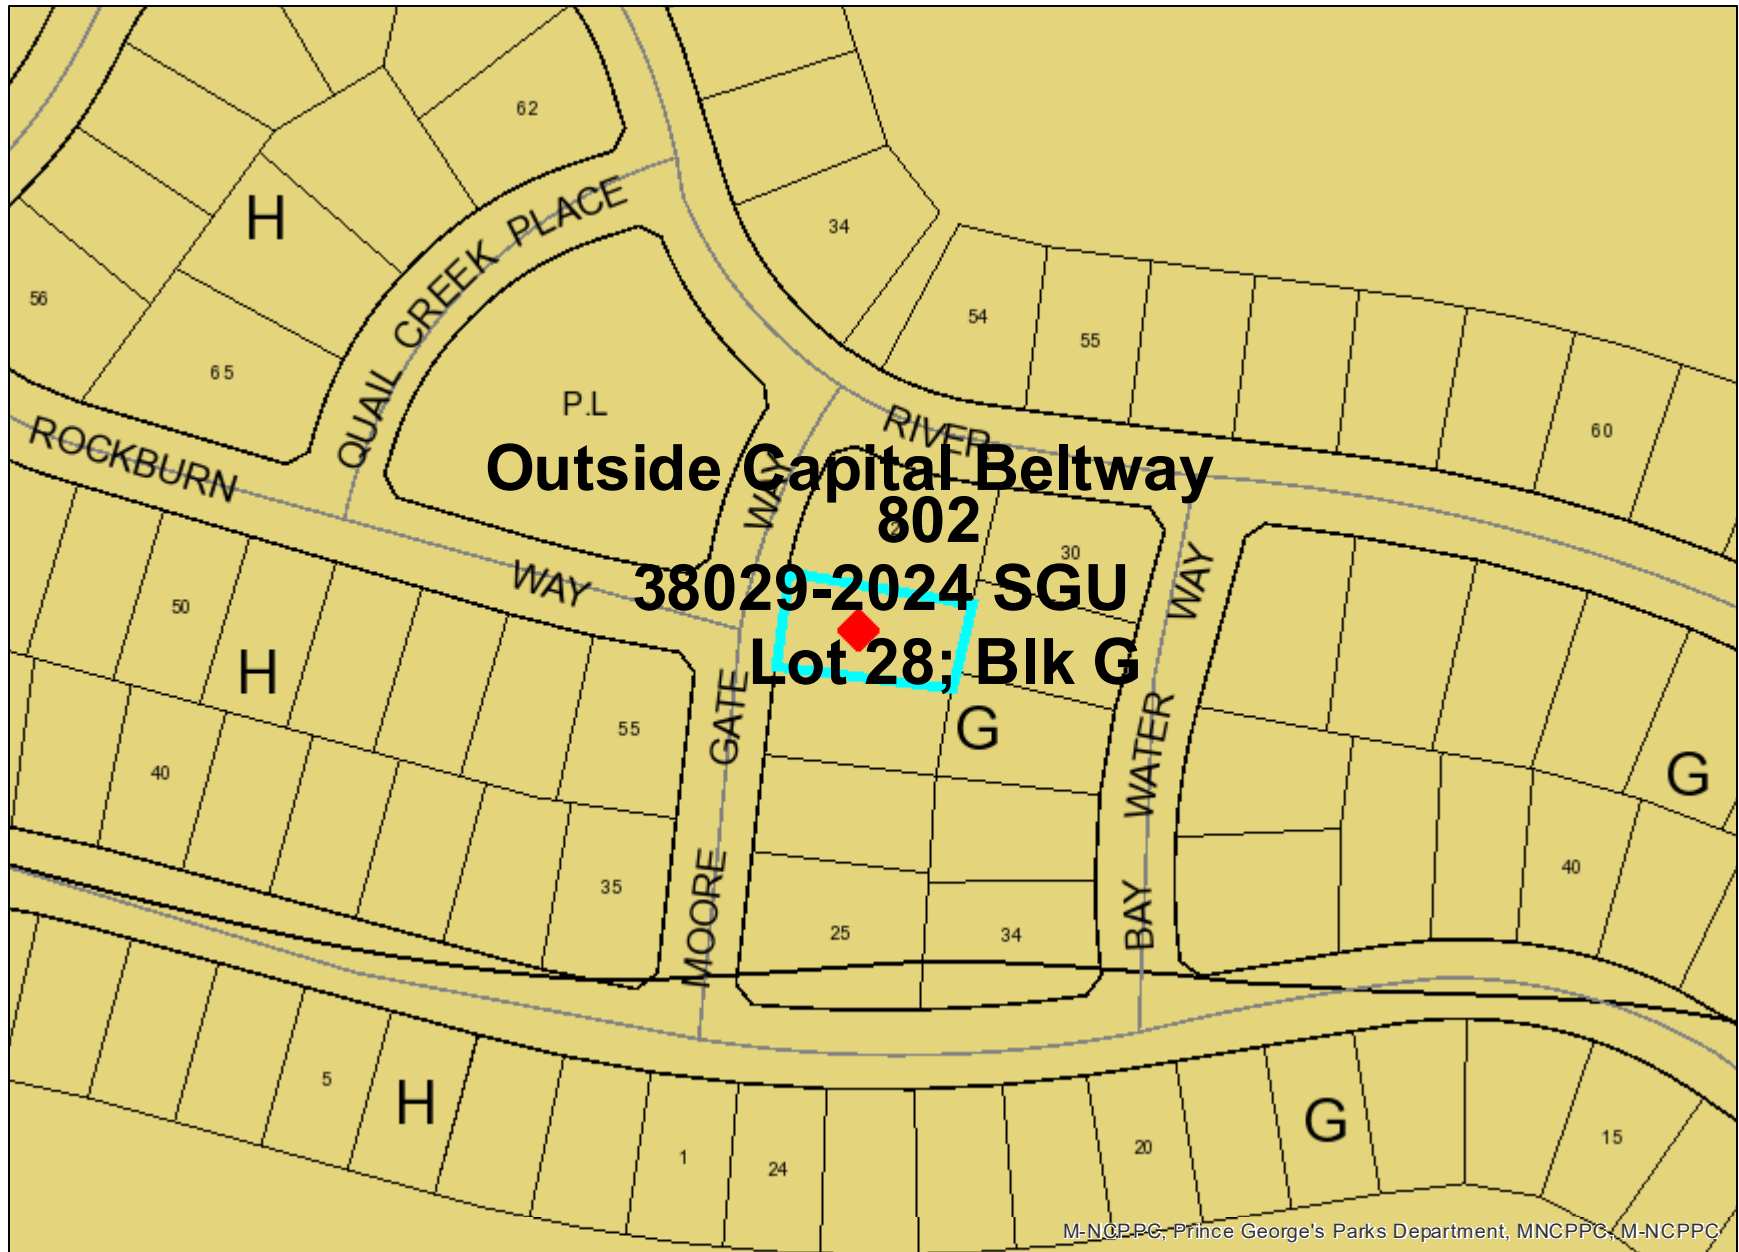 62
H
QUAIL CREEK PLACE
34
56
54
55
65
P.L
RIVER
60
ROCKBURN WAY
Outside Capital Beltway
802
38029-2024 SGU
Lot 28; Blk G
30
50
H
55
40
MOORE GATE WAY
BAY WATER WAY
G
G
40
35
25
34
5
H
1
24
20
G
15
M-NCPPC, Prince George's Parks Department, MNCPPC, M-NCPPC